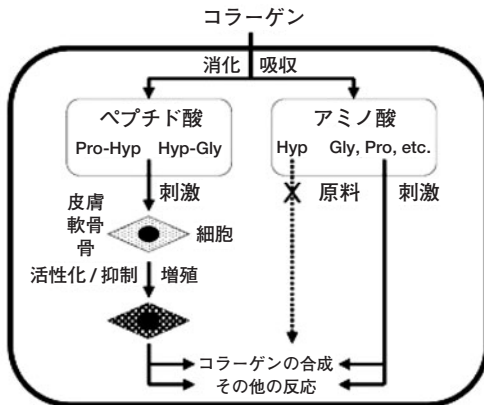 コラーゲン
消化 吸収
ペプチド酸
Pro-Hyp Hyp-Gly
アミノ酸
Hyp Gly, Pro, etc.
刺激
原料
刺激
皮膚
軟骨
骨
細胞
活性化 / 抑制 増殖
コラーゲンの合成
その他の反応